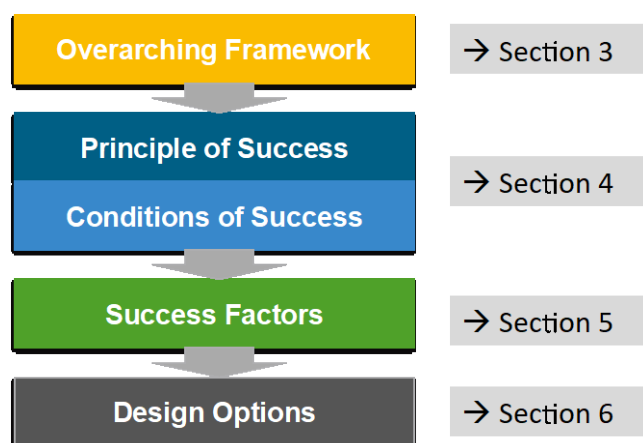 Overarching Framework
→ Section 3
Principle of Success
Conditions of Success
→ Section 4
Success Factors
→ Section 5
Design Options
→ Section 6